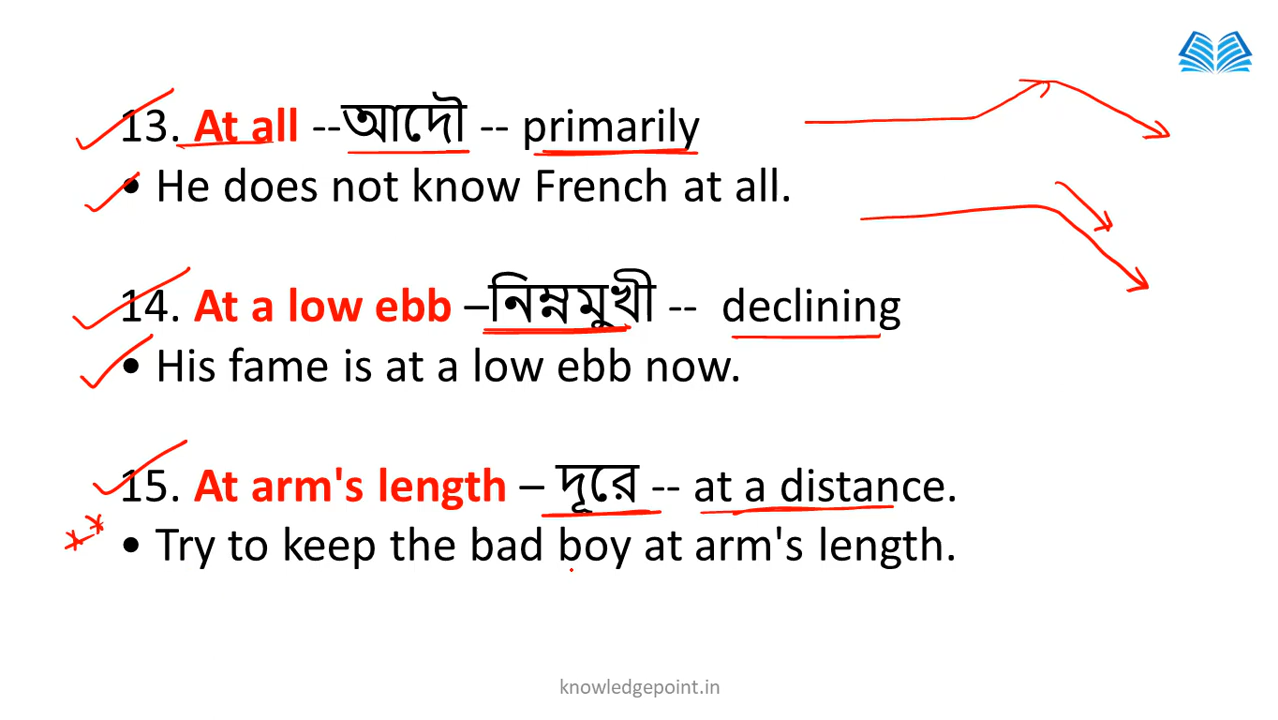 13. At all --আদৌ -- primarily
• He does not know French at all.
14. At a low ebb –নিম্নমুখী -- declining
• His fame is at a low ebb now.
15. At arm's length – দূরে -- at a distance.
• Try to keep the bad boy at arm's length.
knowledgepoint.in